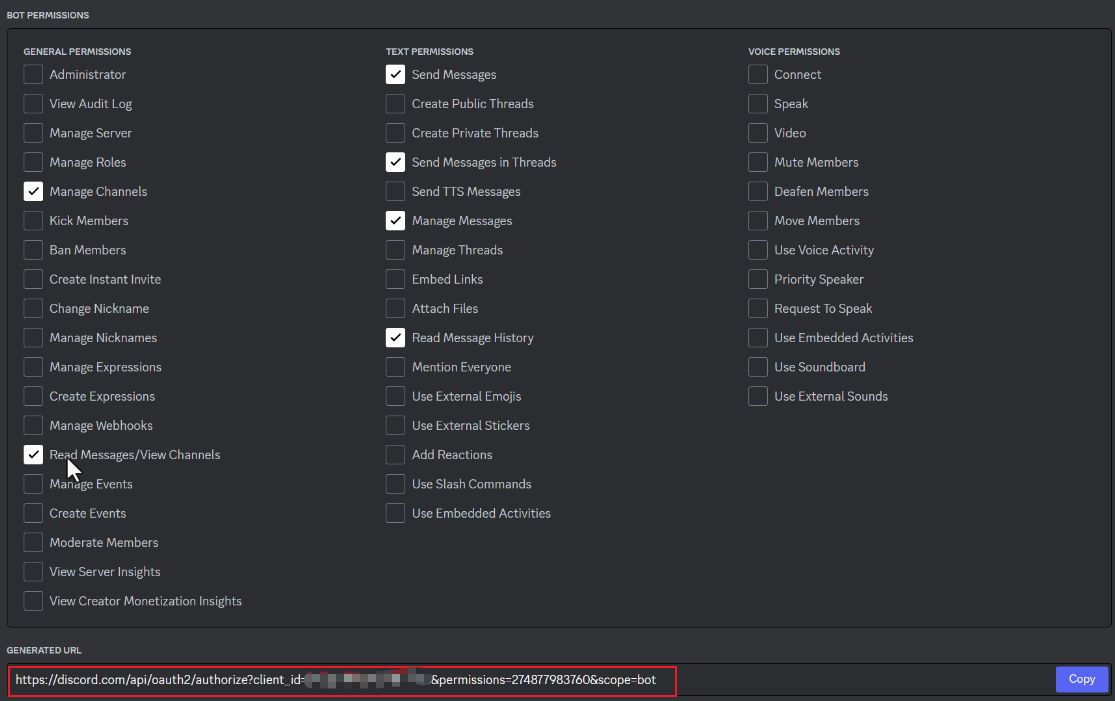 BOT PERMISSIONS
GENERAL PERMISSIONS
Administrator
View Audit Log
Manage Server
Manage Roles
Manage Channels
Kick Members
Ban Members
Create Instant Invite
Change Nickname
Manage Nicknames
Manage Expressions
Create Expressions
Manage Webhooks
Read Messages/View Channels
Manage Events
Create Events
Moderate Members
View Server Insights
View Creator Monetization Insights
TEXT PERMISSIONS
Send Messages
Create Public Threads
Create Private Threads
Send Messages in Threads
Send TTS Messages
Manage Messages
Manage Threads
Embed Links
Attach Files
Read Message History
Mention Everyone
Use External Emojis
Use External Stickers
Add Reactions
Use Slash Commands
Use Embedded Activities
VOICE PERMISSIONS
Connect
Speak
Video
Mute Members
Deafen Members
Move Members
Use Voice Activity
Priority Speaker
Request To Speak
Use Embedded Activities
Use Soundboard
Use External Sounds
GENERATED URL
https://discord.com/api/oauth2/authorize?client_id= &permissions=274877983760&scope=bot
Copy